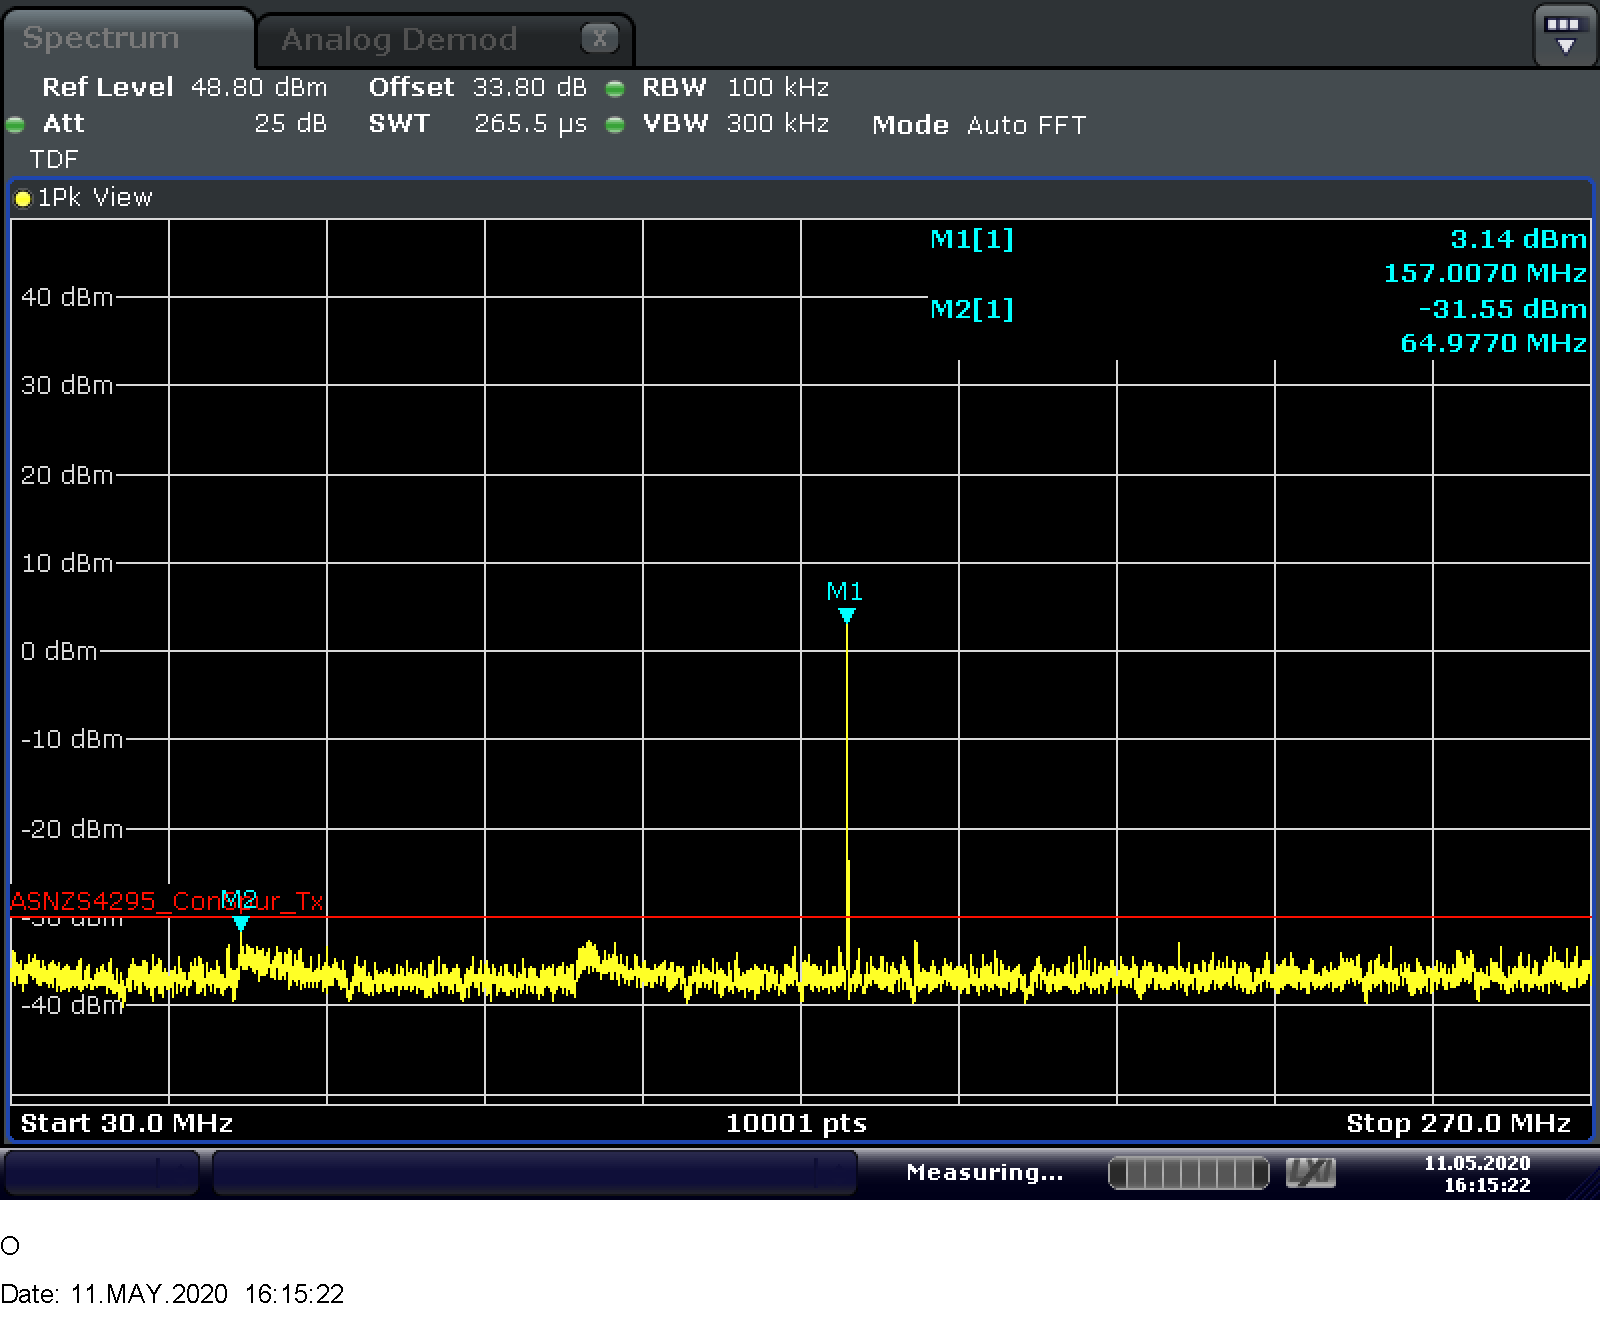 Spectrum Analog Demod X
Ref Level 48.80 dBm Offset 33.80 dB RBW 100 kHz
Att 25 dB SWT 265.5 µs VBW 300 kHz Mode Auto FFT
TDF
1Pk View
M1[1] 3.14 dBm
157.0070 MHz
M2[1] -31.55 dBm
64.9770 MHz
40 dBm
30 dBm
20 dBm
10 dBm
M1
0 dBm
-10 dBm
-20 dBm
ASNZS4295_ConSpur_Tx
M2
-30 dBm
-40 dBm
Start 30.0 MHz 10001 pts Stop 270.0 MHz
Measuring... LXI 11.05.2020
16:15:22
O
Date: 11.MAY.2020 16:15:22